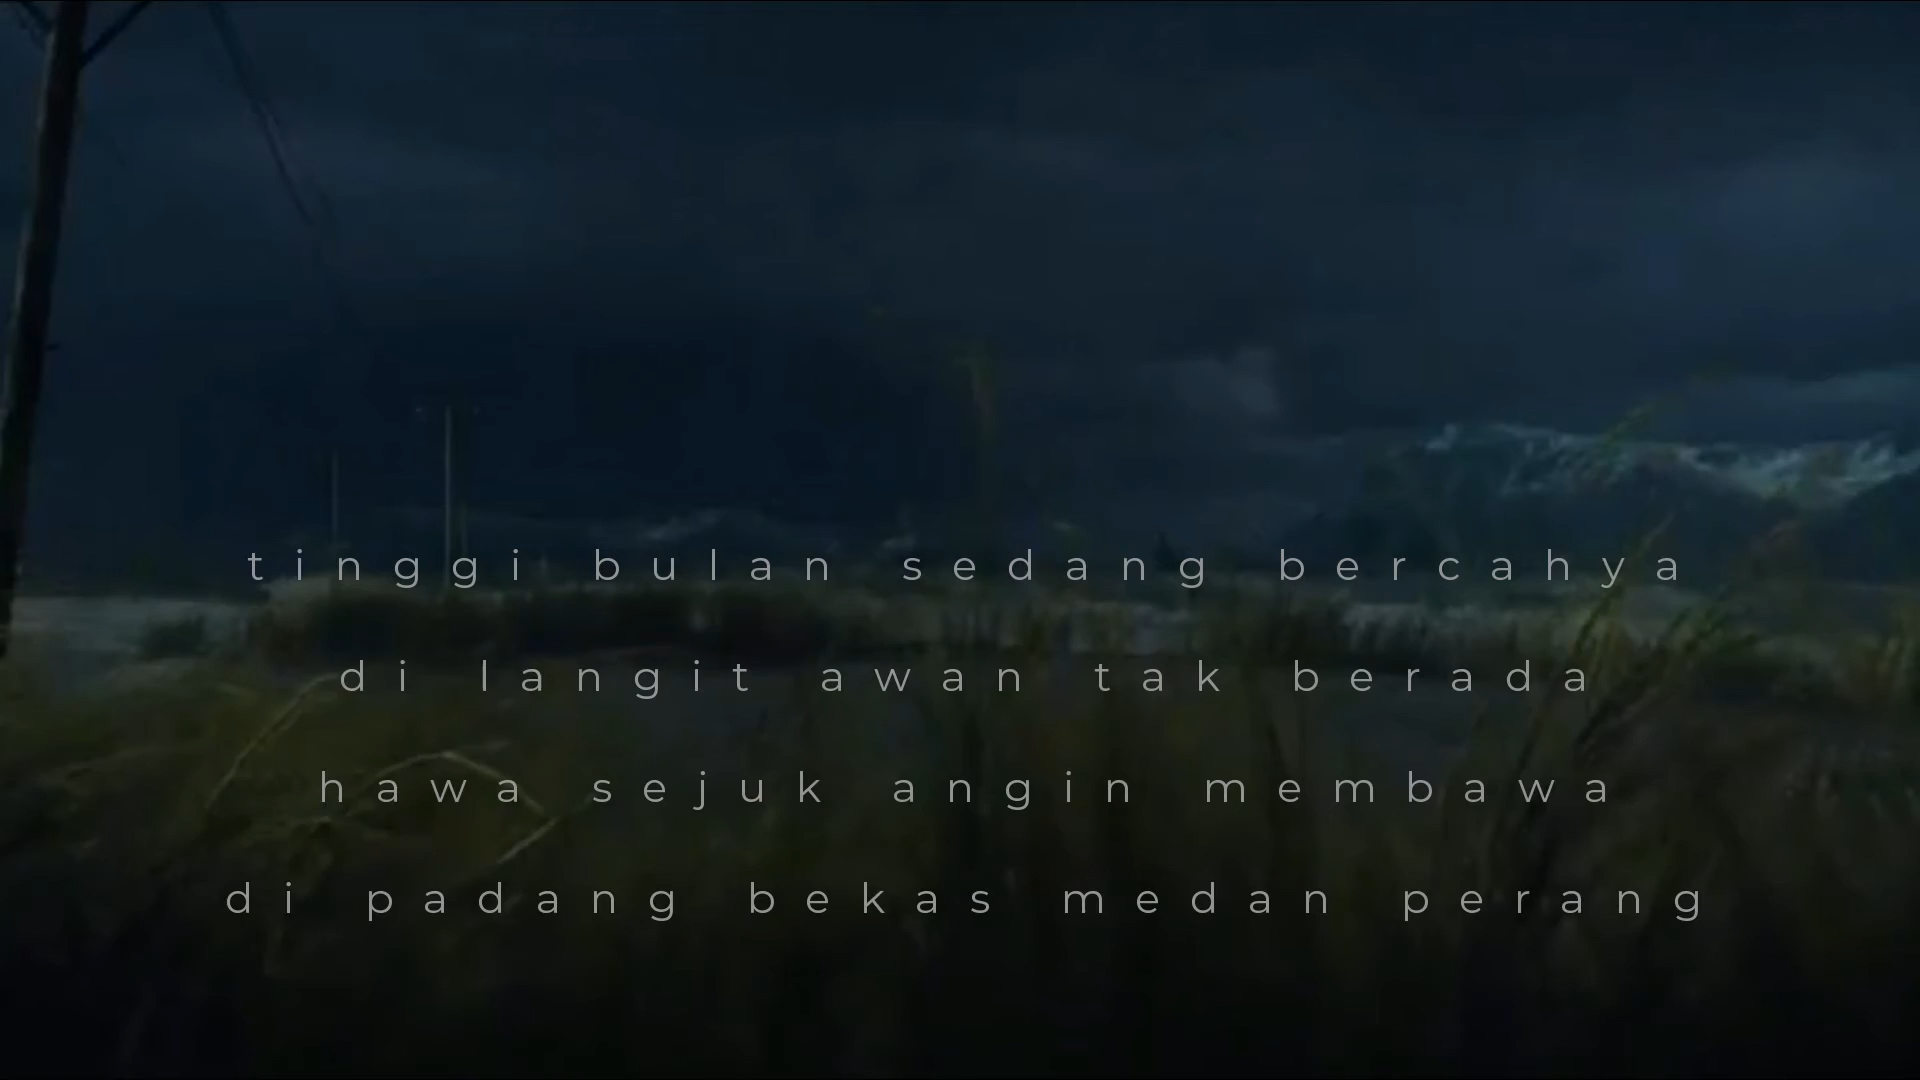 tinggi bulan sedang bercahya
di langit awan tak berada
hawa sejuk angin membawa
di padang bekas medan perang